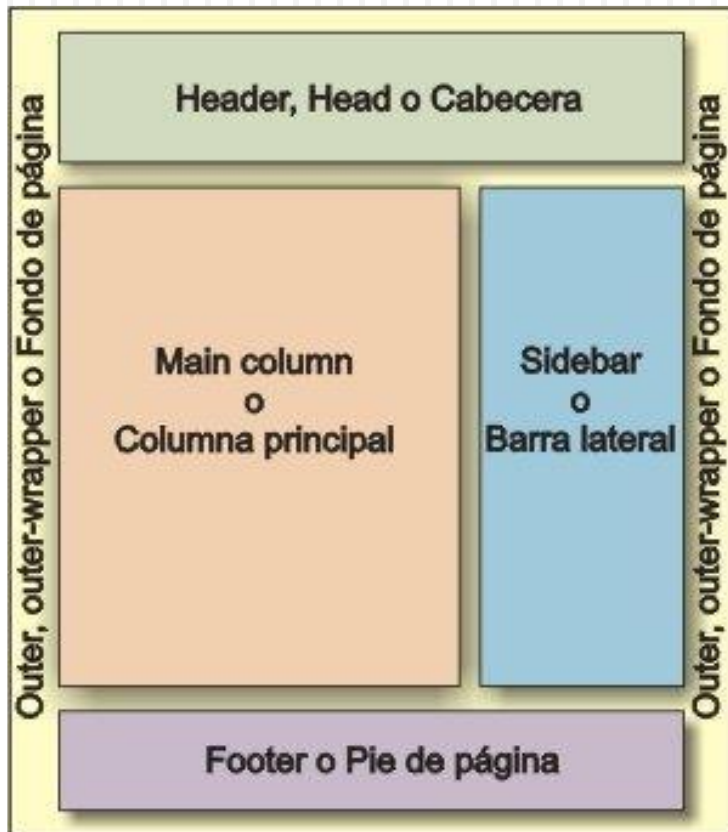 Header, Head o Cabecera
Outer, outer-wrapper o Fondo de página
Main column
o
Columna principal
Sidebar
o
Barra lateral
Outer, outer-wrapper o Fondo de página
Footer o Pie de página